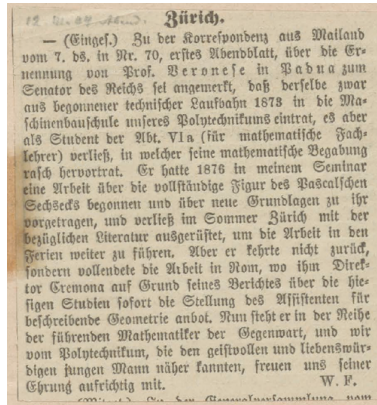 12. März 04 Abend.
Zürich.
— (Einges.) Zu der Korrespondenz aus Mailand
vom 7. ds. in Nr. 70, erstes Abendblatt, über die Er-
nennung von Prof. Veronese in Padua zum
Senator des Reichs sei angemerkt, daß derselbe zwar
aus begonnener technischer Laufbahn 1873 in die Ma-
schinenbauschule unseres Polytechnikums eintrat, es aber
als Student der Abt. VIa (für mathematische Fach-
lehrer) verließ, in welcher seine mathematische Begabung
rasch hervortrat. Er hatte 1876 in meinem Seminar
eine Arbeit über die vollständige Figur des Pascalschen
Sechsecks begonnen und über neue Grundlagen zu ihr
vorgetragen, und verließ im Sommer Zürich mit der
bezüglichen Literatur ausgerüstet, um die Arbeit in den
Ferien weiter zu führen. Aber er kehrte nicht zurück,
sondern vollendete die Arbeit in Rom, wo ihm Direk-
tor Cremona auf Grund seines Berichtes über die hie-
sigen Studien sofort die Stellung des Assistenten für
beschreibende Geometrie anbot. Nun steht er in der Reihe
der führenden Mathematiker der Gegenwart, und wir
vom Polytechnikum, die den geistvollen und liebenswür-
digen jungen Mann näher kannten, freuen uns seiner
Ehrung aufrichtig mit. W. F.